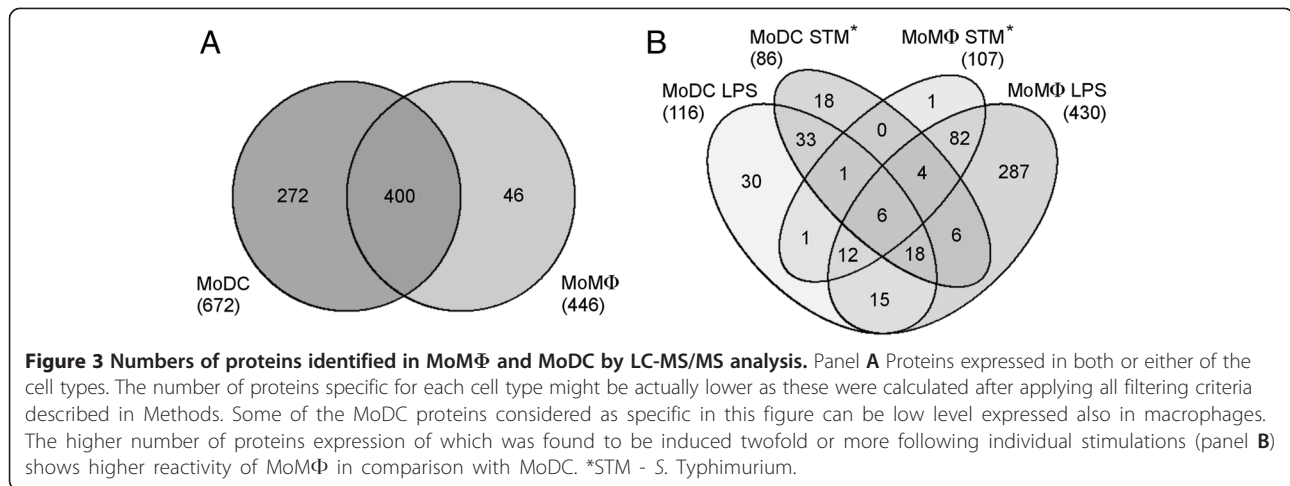 A
272
400
46
MoDC
(672)
MoMΦ
(446)
B
MoDC STM*
(86)
MoMΦ STM*
(107)
MoDC LPS
(116)
MoMΦ LPS
(430)
18
1
0
33
82
1
4
30
287
6
1
12
18
6
15
Figure 3 Numbers of proteins identified in MoMΦ and MoDC by LC-MS/MS analysis. Panel A Proteins expressed in both or either of the
cell types. The number of proteins specific for each cell type might be actually lower as these were calculated after applying all filtering criteria
described in Methods. Some of the MoDC proteins considered as specific in this figure can be low level expressed also in macrophages.
The higher number of proteins expression of which was found to be induced twofold or more following individual stimulations (panel B)
shows higher reactivity of MoMΦ in comparison with MoDC. *STM - S. Typhimurium.